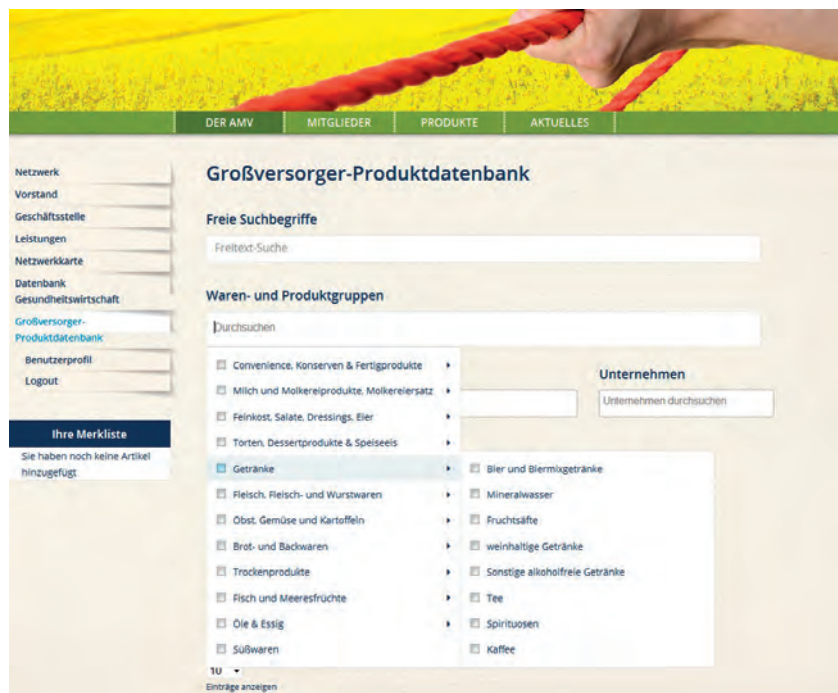 DER AMV
MITGLIEDER
PRODUKTE
AKTUELLES
Netzwerk
Vorstand
Geschäftsstelle
Leistungen
Netzwerkkarte
Datenbank
Gesundheitswirtschaft
Großversorger-
Produktdatenbank
Benutzerprofil
Logout
Ihre Merkliste
Sie haben noch keine Artikel
hinzugefügt
Großversorger-Produktdatenbank
Freie Suchbegriffe
Freitext-Suche
Waren- und Produktgruppen
Durchsuchen
Unternehmen
Unternehmen durchsuchen
Convenience, Konserven & Fertigprodukte
Milch und Molkereiprodukte, Molkereiersatz
Feinkost, Salate, Dressings, Eier
Torten, Dessertprodukte & Speiseeis
Getränke
Fleisch, Fleisch- und Wurstwaren
Obst, Gemüse und Kartoffeln
Brot- und Backwaren
Trockenprodukte
Fisch und Meeresfrüchte
Öle & Essig
Süßwaren
Bier und Biermixgetränke
Mineralwasser
Fruchtsäfte
weinhaltige Getränke
Sonstige alkoholfreie Getränke
Tee
Spirituosen
Kaffee
10
Einträge anzeigen